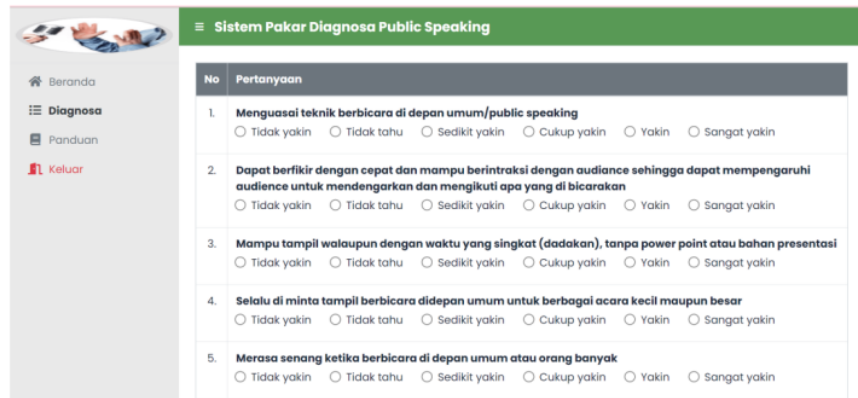 ≡ Sistem Pakar Diagnosa Public Speaking
Beranda
Diagnosa
Panduan
Keluar
No Pertanyaan
1. Menguasai teknik berbicara di depan umum/public speaking
Tidak yakin Tidak tahu Sedikit yakin Cukup yakin Yakin Sangat yakin
2. Dapat berfikir dengan cepat dan mampu berintraksi dengan audiance sehingga dapat mempengaruhi
audience untuk mendengarkan dan mengikuti apa yang di bicarakan
Tidak yakin Tidak tahu Sedikit yakin Cukup yakin Yakin Sangat yakin
3. Mampu tampil walaupun dengan waktu yang singkat (dadakan), tanpa power point atau bahan presentasi
Tidak yakin Tidak tahu Sedikit yakin Cukup yakin Yakin Sangat yakin
4. Selalu di minta tampil berbicara didepan umum untuk berbagai acara kecil maupun besar
Tidak yakin Tidak tahu Sedikit yakin Cukup yakin Yakin Sangat yakin
5. Merasa senang ketika berbicara di depan umum atau orang banyak
Tidak yakin Tidak tahu Sedikit yakin Cukup yakin Yakin Sangat yakin